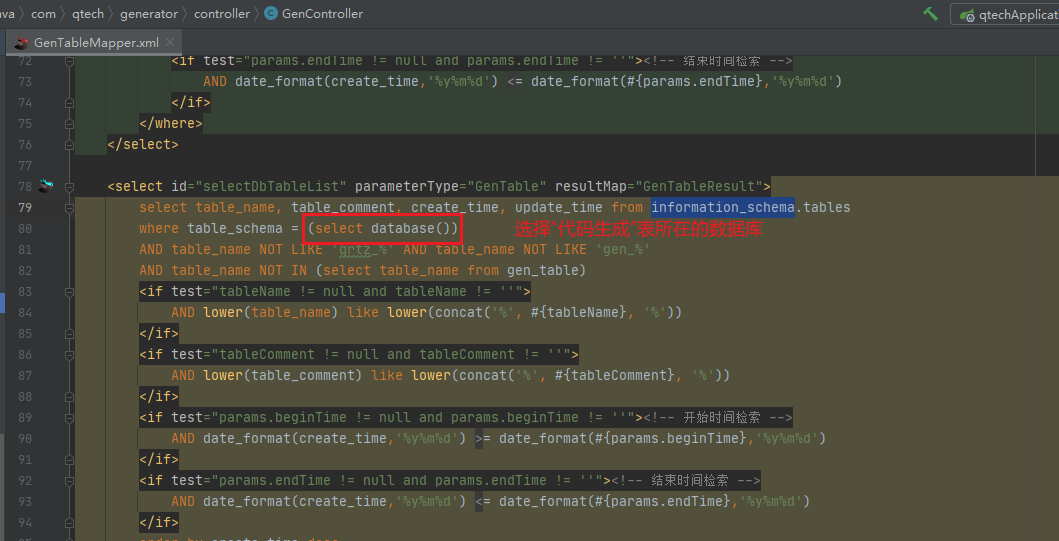 ava > com > qtech > generator > controller > GenController
qtechApplicat
GenTableMapper.xml
72 <if test="params.endTime != null and params.endTime != ''"><!-- 结束时间检索 -->
73 AND date_format(create_time,'%y%m%d') &lt;= date_format(#{params.endTime},'%y%m%d')
74 </if>
75 </where>
76 </select>
77
78 <select id="selectDbTableList" parameterType="GenTable" resultMap="GenTableResult">
79 select table_name, table_comment, create_time, update_time from information_schema.tables
80 where table_schema = (select database()) 选择"代码生成"表所在的数据库
81 AND table_name NOT LIKE 'qrtz_%' AND table_name NOT LIKE 'gen_%'
82 AND table_name NOT IN (select table_name from gen_table)
83 <if test="tableName != null and tableName != ''">
84 AND lower(table_name) like lower(concat('%', #{tableName}, '%'))
85 </if>
86 <if test="tableComment != null and tableComment != ''">
87 AND lower(table_comment) like lower(concat('%', #{tableComment}, '%'))
88 </if>
89 <if test="params.beginTime != null and params.beginTime != ''"><!-- 开始时间检索 -->
90 AND date_format(create_time,'%y%m%d') >= date_format(#{params.beginTime},'%y%m%d')
91 </if>
92 <if test="params.endTime != null and params.endTime != ''"><!-- 结束时间检索 -->
93 AND date_format(create_time,'%y%m%d') <= date_format(#{params.endTime},'%y%m%d')
94 </if>